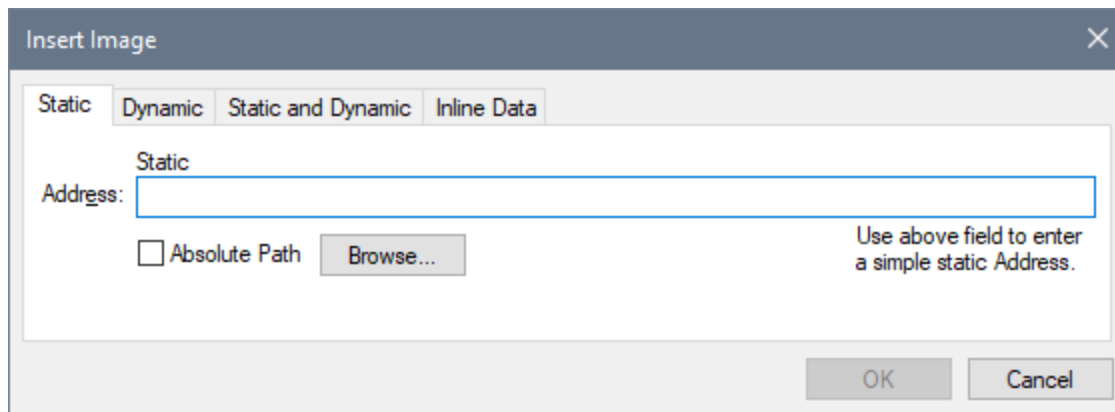 Insert Image
Static Dynamic Static and Dynamic Inline Data
Static
Address:
Absolute Path Browse...
Use above field to enter
a simple static Address.
OK Cancel